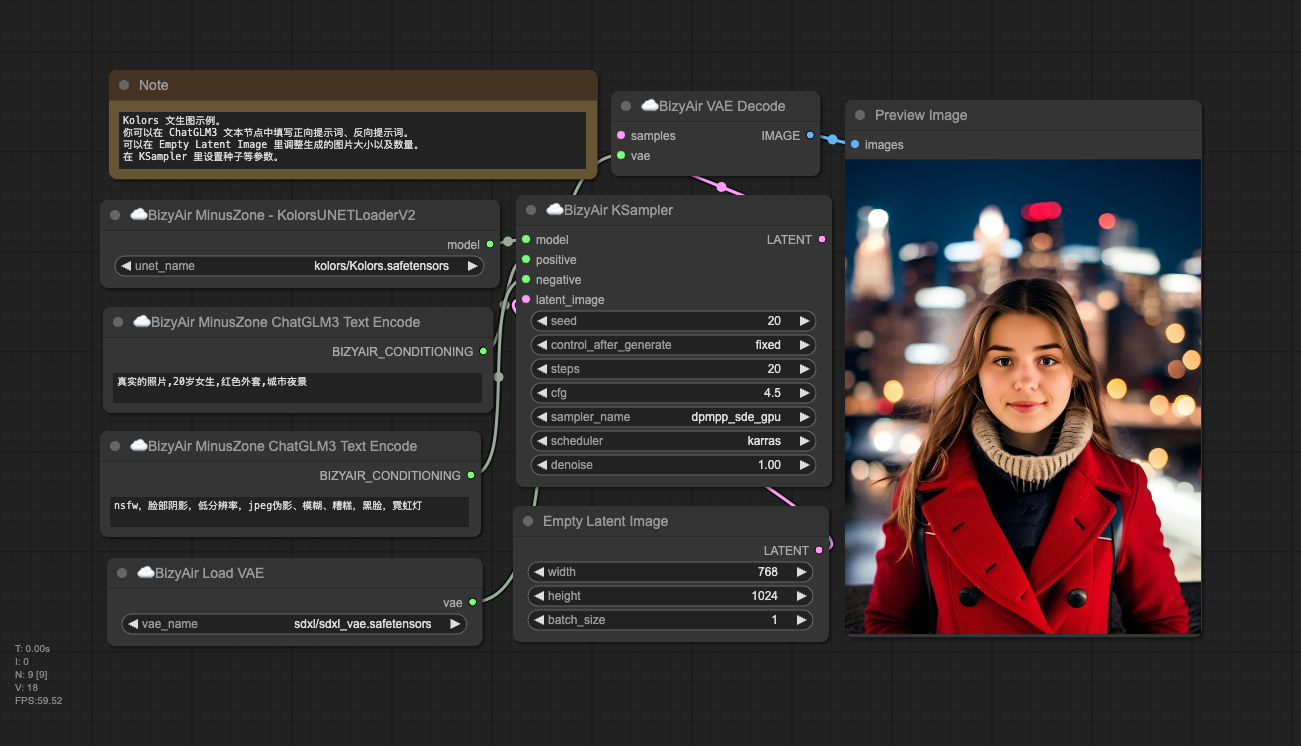 Note
Kolors 文生图示例。
你可以在 ChatGLM3 文本节点中填写正向提示词、反向提示词。
可以在 Empty Latent Image 里调整生成的图片大小以及数量。
在 KSampler 里设置种子等参数。
BizyAir MinusZone - KolorsUNETLoaderV2
model
unet_name kolors/Kolors.safetensors
BizyAir MinusZone ChatGLM3 Text Encode
BIZYAIR_CONDITIONING
真实的照片,20岁女生,红色外套,城市夜景
BizyAir MinusZone ChatGLM3 Text Encode
BIZYAIR_CONDITIONING
nsfw, 脸部阴影, 低分辨率, jpeg伪影、模糊、糟糕, 黑脸, 霓虹灯
BizyAir Load VAE
vae
vae_name sdxl/sdxl_vae.safetensors
BizyAir VAE Decode
samples IMAGE
vae
BizyAir KSampler
model LATENT
positive
negative
latent_image
seed 20
control_after_generate fixed
steps 20
cfg 4.5
sampler_name dpmpp_sde_gpu
scheduler karras
denoise 1.00
Empty Latent Image
LATENT
width 768
height 1024
batch_size 1
Preview Image
images
T: 0.00s
I: 0
N: 9 [9]
V: 18
FPS:59.52